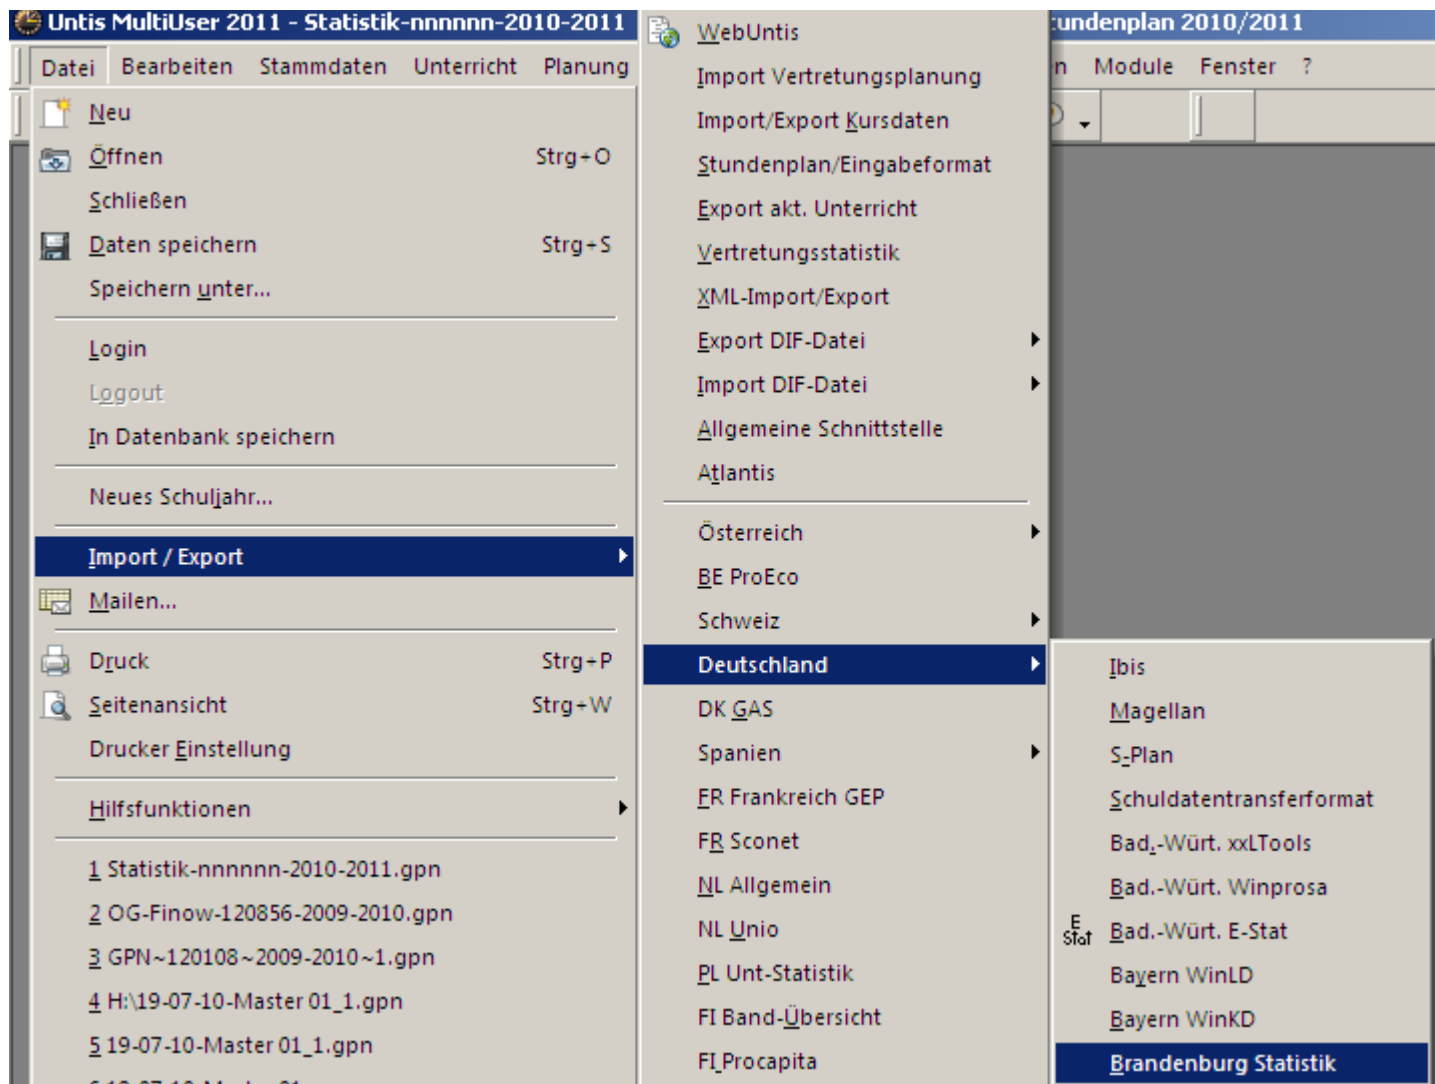 Untis MultiUser 2011 - Statistik-nnnnnn-2010-2011
tundenplan 2010/2011
Datei Bearbeiten Stammdaten Unterricht Planung
n Module Fenster ?
Neu
Öffnen Strg+O
Schließen
Daten speichern Strg+S
Speichern unter...
Login
Logout
In Datenbank speichern
Neues Schuljahr...
Import / Export
Mailen...
Druck Strg+P
Seitenansicht Strg+W
Drucker Einstellung
Hilfsfunktionen
1 Statistik-nnnnnn-2010-2011.gpn
2 OG-Finow-120856-2009-2010.gpn
3 GPN~120108~2009-2010~1.gpn
4 H:\19-07-10-Master 01_1.gpn
5 19-07-10-Master 01_1.gpn
WebUntis
Import Vertretungsplanung
Import/Export Kursdaten
Stundenplan/Eingabeformat
Export akt. Unterricht
Vertretungsstatistik
XML-Import/Export
Export DIF-Datei
Import DIF-Datei
Allgemeine Schnittstelle
Atlantis
Österreich
BE ProEco
Schweiz
Deutschland
DK GAS
Spanien
FR Frankreich GEP
FR Sconet
NL Allgemein
NL Unio
PL Unt-Statistik
FI Band-Übersicht
FI Procapita
Ibis
Magellan
S-Plan
Schuldatentransferformat
Bad.-Würt. xxLTools
Bad.-Würt. Winprosa
E Stat Bad.-Würt. E-Stat
Bayern WinLD
Bayern WinKD
Brandenburg Statistik